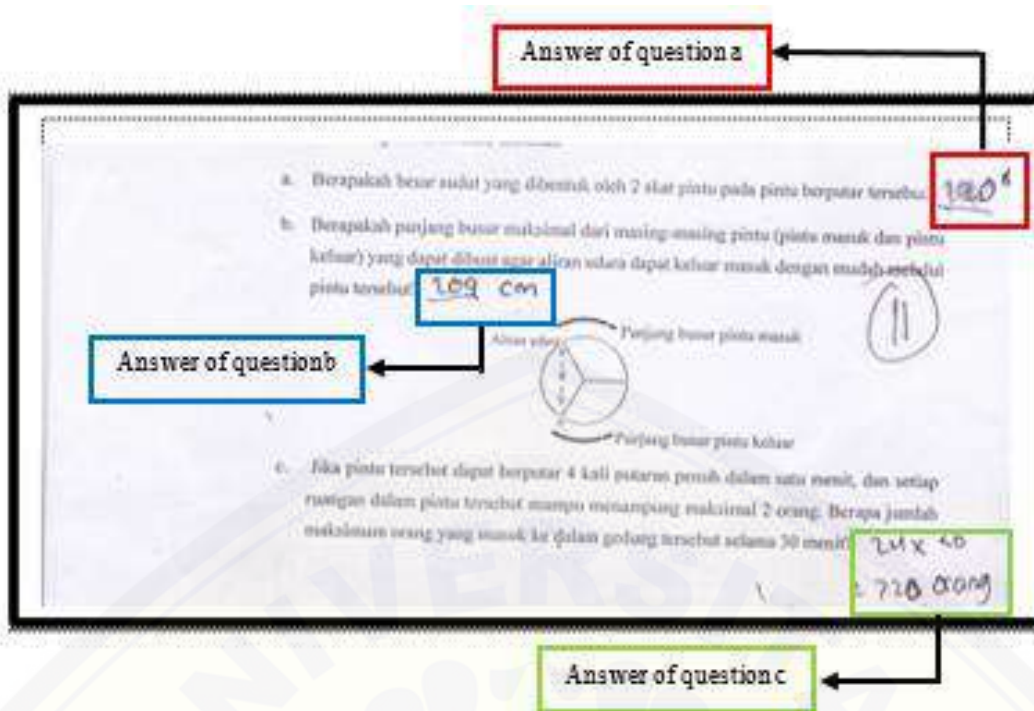 Answer of question a
a. Berapakah besar sudut yang dibentuk oleh 2 skat pintu pada pintu berputar tersebut
b. Berapakah panjang busur maksimal dari masing-masing pintu (pintu masuk dan pintu
keluar) yang dapat dibuat agar aliran udara dapat keluar masuk dengan mudah melalui
pintu tersebut 209 cm
11
Panjang busur pintu masuk
Answer of question b
Panjang busur pintu keluar
c. Jika pintu tersebut dapat berputar 4 kali putaran penuh dalam satu menit, dan setiap
ruangan dalam pintu tersebut mampu menampung maksimal 2 orang. Berapa jumlah
maksimum orang yang masuk ke dalam gedung tersebut selama 30 menit
24 x
orang
Answer of question c